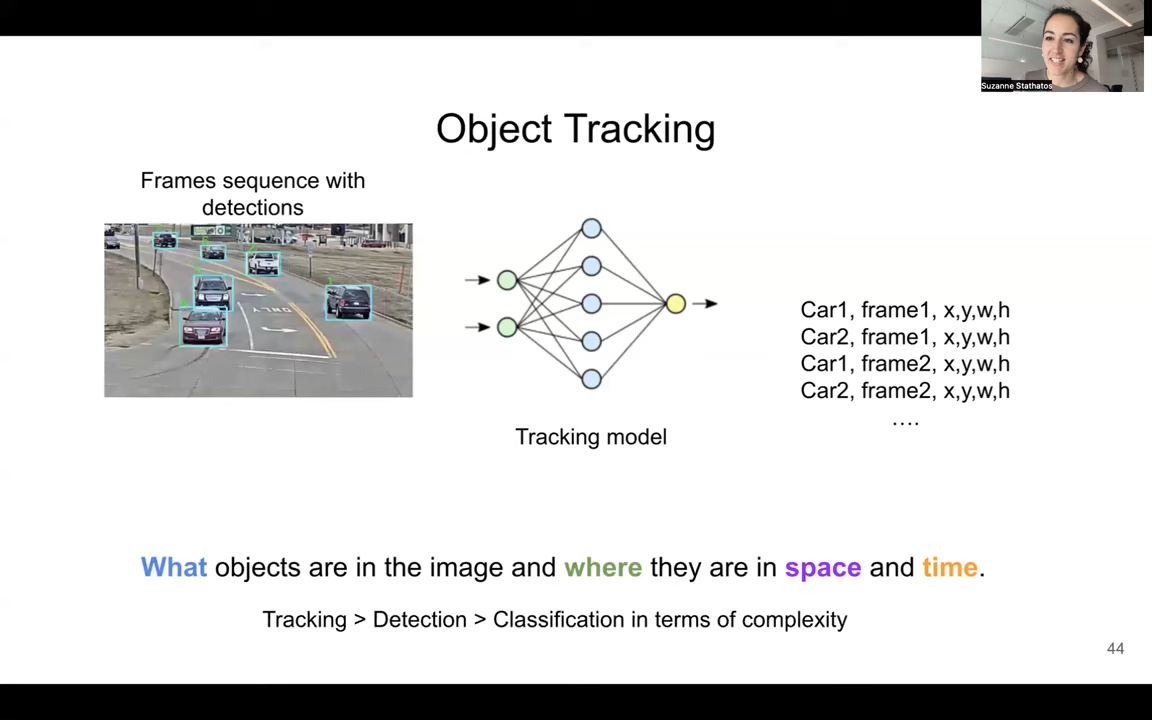 Suzanne Stathatos
Object Tracking
Frames sequence with
detections
ONLY
Car1, frame1, x,y,w,h
Car2, frame1, x,y,w,h
Car1, frame2, x,y,w,h
Car2, frame2, x,y,w,h
....
Tracking model
What objects are in the image and where they are in space and time.
Tracking > Detection > Classification in terms of complexity
44